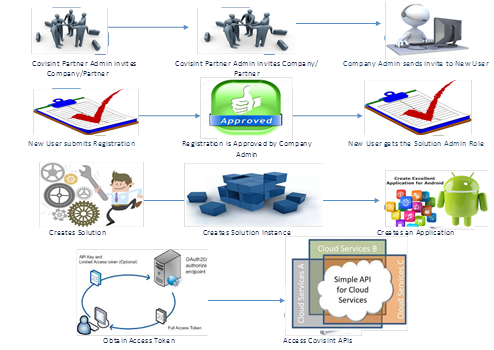 Covisint Partner Admin Invites
Company/Partner
Covisint Partner Admin Invites Company/
Partner
Company Admin sends Invite to New User
New User submits Registration
Approved
Registration is Approved by Company
Admin
New User gets the Solution Admin Role
Creates Solution
Creates Solution Instance
Create Excellent
Application for Android
Creates an Application
API Key and
Limited Access token (Optional)
OAuth2.0/
authorize
endpoint
Full Access Token
Obtain Access Token
Cloud Services B
Cloud Services A
Simple API
for Cloud
Services
Cloud Services C
Access Covisint APIs